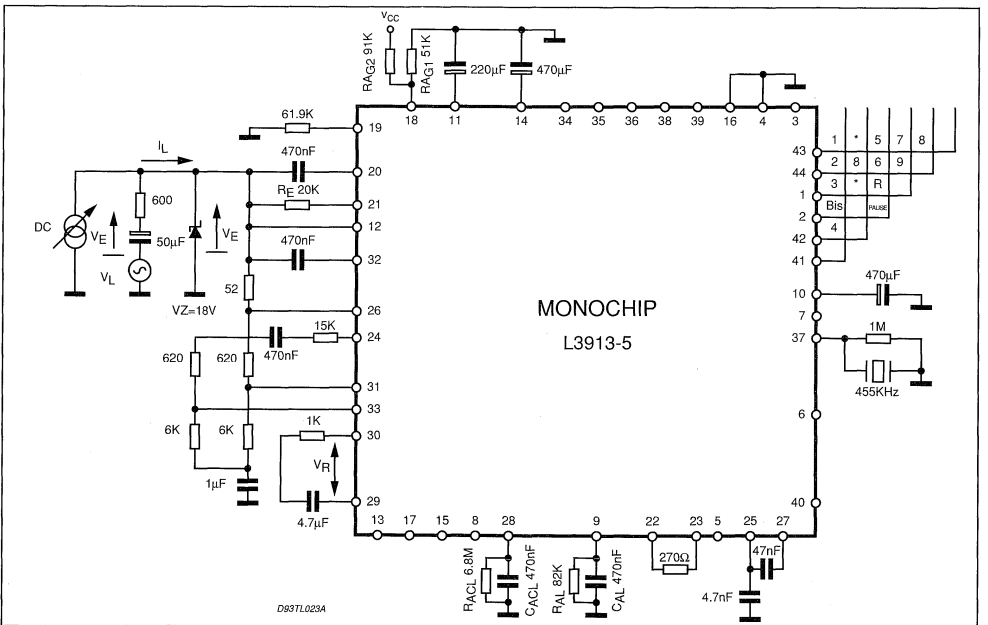 VCC
RAG2 91K
RAG1 51K
220µF
470µF
18 11 14 34 35 36 38 39 16 4 3
61.9K
19
IL
470nF
20
600
RE 20K
21
DC
VE
50µF
VE
12
470nF
32
VL
52
VZ=18V
26
15K
24
470nF
620
620
31
33
6K
6K
1K
30
VR
1µF
4.7µF
29
MONOCHIP
L3913-5
43
44
1
2
42
41
1 * 5 7 8
2 8 6 9
3 * R
Bis PAUSE
4
10
470µF
7
37
1M
455KHz
6
40
13 17 15 8 28 9 22 23 5 25 27
RACL 6.8M
CACL 470nF
RAL 82K
CAL 470nF
270Ω
47nF
4.7nF
D93TL023A